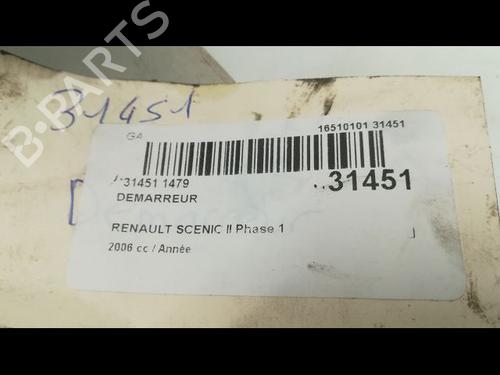 B-PARTS
31451
GA
16510101 31451
31451 1479
31451
DEMARREUR
RENAULT SCENIC II Phase 1
2006 cc / Année